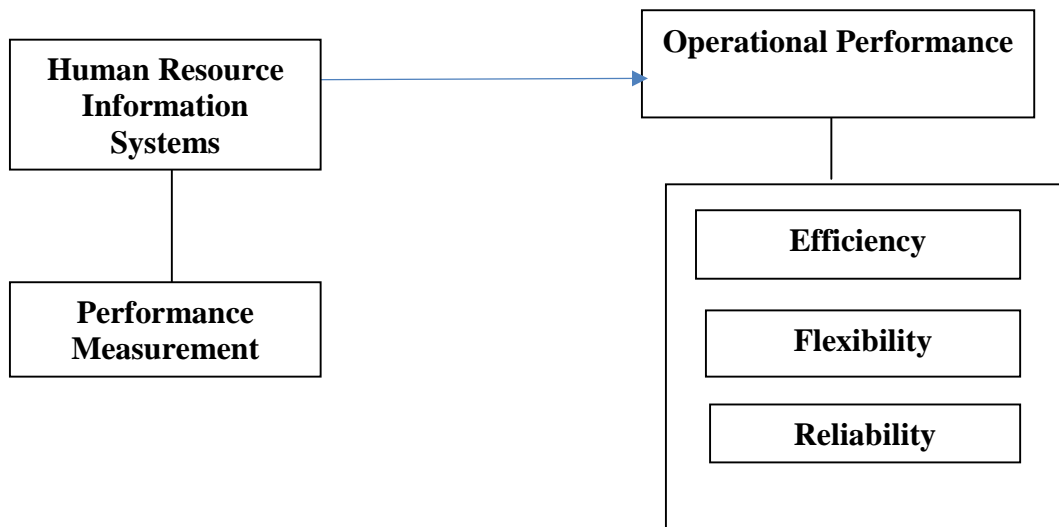 Human Resource
Information
Systems
Operational Performance
Performance
Measurement
Efficiency
Flexibility
Reliability